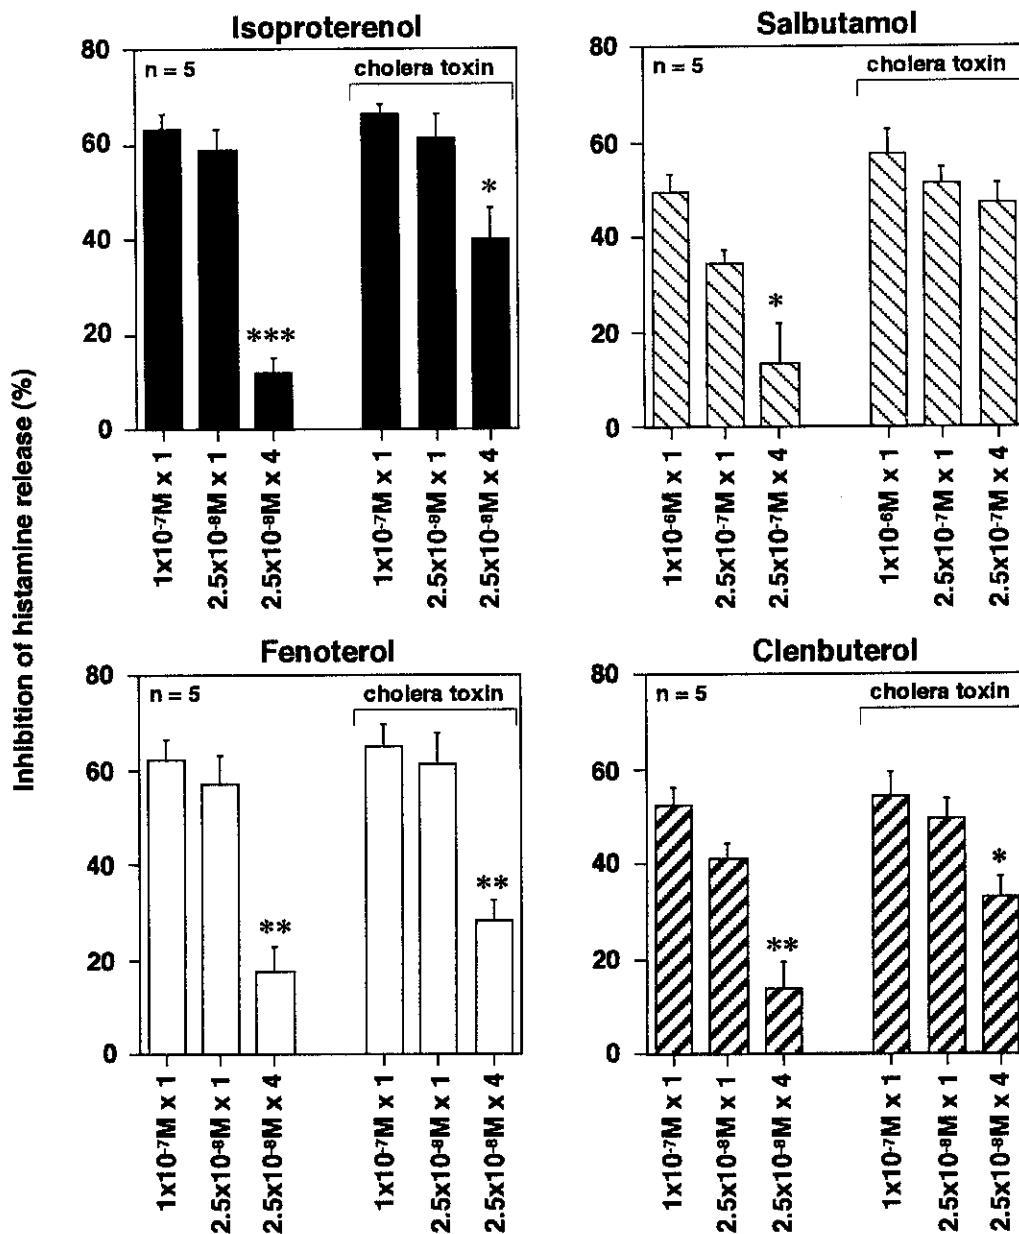 Inhibition of histamine release (%)
Isoproterenol
80
60
40
20
0
n = 5
cholera toxin
***
*
1x10⁻⁷M x 1
2.5x10⁻⁸M x 1
2.5x10⁻⁸M x 4
1x10⁻⁷M x 1
2.5x10⁻⁸M x 1
2.5x10⁻⁸M x 4
Salbutamol
80
60
40
20
0
n = 5
cholera toxin
*
1x10⁻⁶M x 1
2.5x10⁻⁷M x 1
2.5x10⁻⁷M x 4
1x10⁻⁶M x 1
2.5x10⁻⁷M x 1
2.5x10⁻⁷M x 4
Fenoterol
80
60
40
20
0
n = 5
cholera toxin
**
**
1x10⁻⁷M x 1
2.5x10⁻⁸M x 1
2.5x10⁻⁸M x 4
1x10⁻⁷M x 1
2.5x10⁻⁸M x 1
2.5x10⁻⁸M x 4
Clenbuterol
80
60
40
20
0
n = 5
cholera toxin
**
*
1x10⁻⁷M x 1
2.5x10⁻⁸M x 1
2.5x10⁻⁸M x 4
1x10⁻⁷M x 1
2.5x10⁻⁸M x 1
2.5x10⁻⁸M x 4